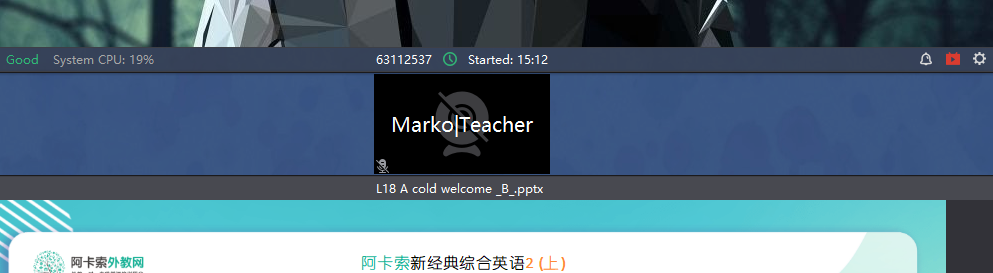 Good System CPU: 19% 63112537 Started: 15:12
Marko|Teacher
L18 A cold welcome _B_.pptx
阿卡索外教网
阿卡索新经典综合英语2 (上)